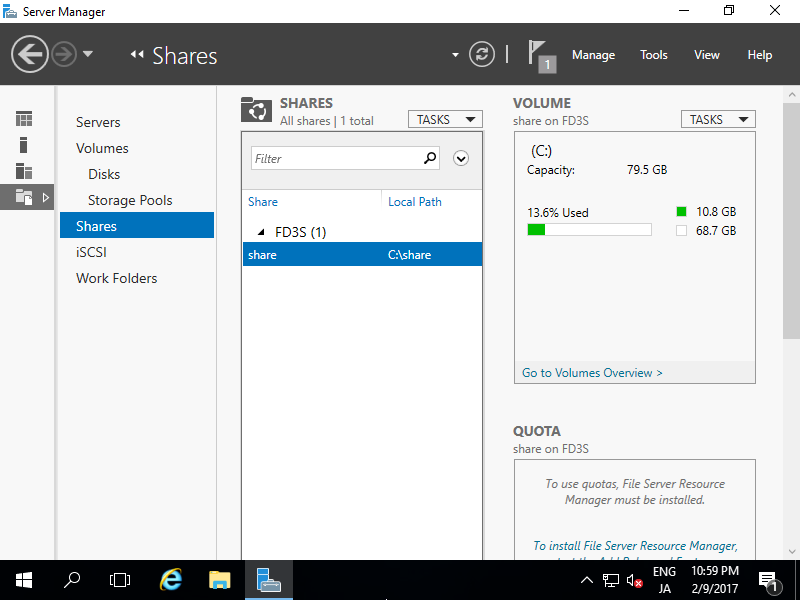 Server Manager
Shares
1
Manage
Tools
View
Help
Servers
Volumes
Disks
Storage Pools
Shares
iSCSI
Work Folders
SHARES
All shares | 1 total
TASKS
Filter
Share
Local Path
FD3S (1)
share
C:\share
VOLUME
share on FD3S
TASKS
(C:)
Capacity:
79.5 GB
13.6% Used
10.8 GB
68.7 GB
Go to Volumes Overview >
QUOTA
share on FD3S
To use quotas, File Server Resource
Manager must be installed.
To install File Server Resource Manager,
ENG
JA
10:59 PM
2/9/2017
1